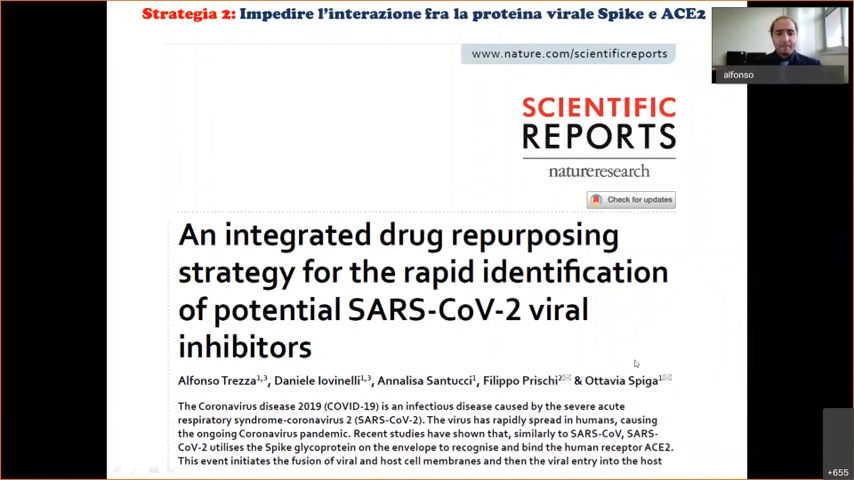 Strategia 2: Impedire l'interazione fra la proteina virale Spike e ACE2
www.nature.com/scientificreports
alfonso
SCIENTIFIC
REPORTS
natureresearch
Check for updates
An integrated drug repurposing
strategy for the rapid identification
of potential SARS-CoV-2 viral
inhibitors
Alfonso Trezza1,3, Daniele Iovinelli1,3, Annalisa Santucci1, Filippo Prischi2✉ & Ottavia Spiga1✉
The Coronavirus disease 2019 (COVID-19) is an infectious disease caused by the severe acute
respiratory syndrome-coronavirus 2 (SARS-CoV-2). The virus has rapidly spread in humans, causing
the ongoing Coronavirus pandemic. Recent studies have shown that, similarly to SARS-CoV, SARS-
CoV-2 utilises the Spike glycoprotein on the envelope to recognise and bind the human receptor ACE2.
This event initiates the fusion of viral and host cell membranes and then the viral entry into the host
+655